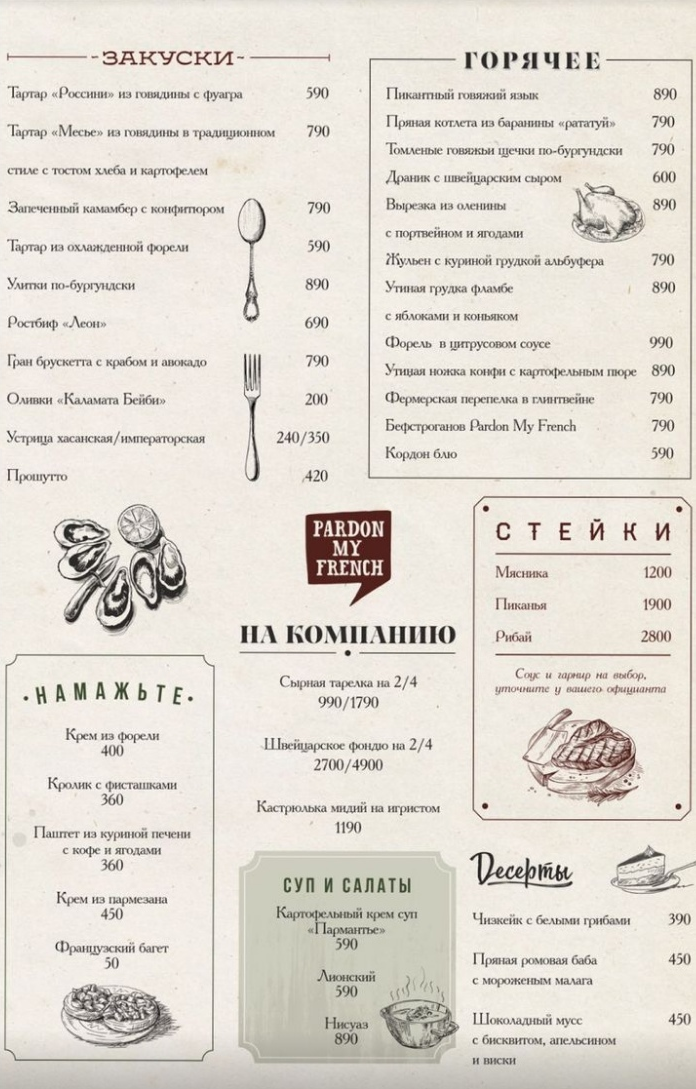 ЗАКУСКИ
Тартар «Россини» из говядины с фуагра 590
Тартар «Месье» из говядины в традиционном 790
стиле с тостом хлеба и картофелем
Запеченный камамбер с конфитюром 790
Тартар из охлажденной форели 590
Улитки по-бургундски 890
Ростбиф «Леон» 690
Гран брускетта с крабом и авокадо 790
Оливки «Каламата Бейби» 200
Устрица хасанская/императорская 240/350
Прошутто 420
ГОРЯЧЕЕ
Пикантный говяжий язык 890
Пряная котлета из баранины «рататуй» 790
Томленые говяжьи щечки по-бургундски 790
Драник с швейцарским сыром 600
Вырезка из оленины 890
с портвейном и ягодами
Жульен с куриной грудкой альбуфера 790
Утиная грудка фламбе 890
с яблоками и коньяком
Форель в цитрусовом соусе 990
Утиная ножка конфи с картофельным пюре 890
Фермерская перепелка в глинтвейне 790
Бефстроганов Pardon My French 790
Кордон блю 590
PARDON
MY
FRENCH
СТЕЙКИ
Мясника 1200
Пиканья 1900
Рибай 2800
Соус и гарнир на выбор,
уточните у вашего официанта
НАМАЖЬТЕ
Крем из форели
400
Кролик с фисташками
360
Паштет из куриной печени
с кофе и ягодами
360
Крем из пармезана
450
Французский багет
50
НА КОМПАНИЮ
Сырная тарелка на 2/4
990/1790
Швейцарское фондю на 2/4
2700/4900
Кастрюлька мидий на игристом
1190
СУП И САЛАТЫ
Картофельный крем суп
«Пармантье»
590
Лионский
590
Нисуаз
890
Десерты
Чизкейк с белыми грибами 390
Пряная ромовая баба 450
с мороженым малага
Шоколадный мусс 450
с бисквитом, апельсином
и виски